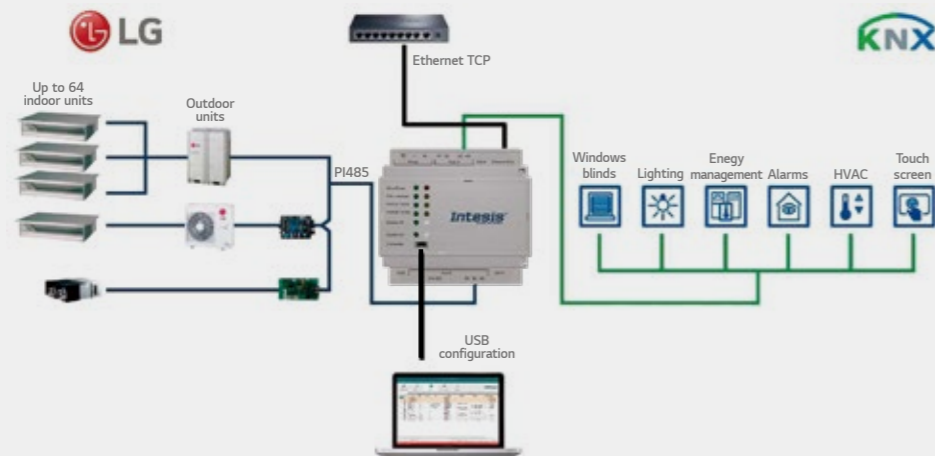 LG
KNX
Ethernet TCP
Up to 64
indoor units
Outdoor
units
PI485
Windows
blinds
Lighting
Enegy
management
Alarms
HVAC
Touch
screen
Intesis
USB
configuration